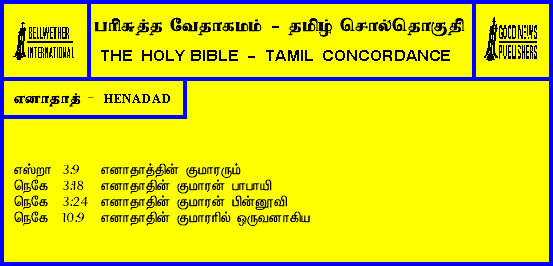 BELLWETHER
INTERNATIONAL
பரிசுத்த வேதாகமம் - தமிழ் சொல்தொகுதி
THE HOLY BIBLE - TAMIL CONCORDANCE
GOOD NEWS
PUBLISHERS
எனாதாத் - HENADAD
எஸ்றா 3:9 எனாதாத்தின் குமாரரும்
நெகே 3:18 எனாதாதின் குமாரன் பாபாயி
நெகே 3:24 எனாதாதின் குமாரன் பின்னூவி
நெகே 10:9 எனாதாதின் குமாரரில் ஒருவனாகிய